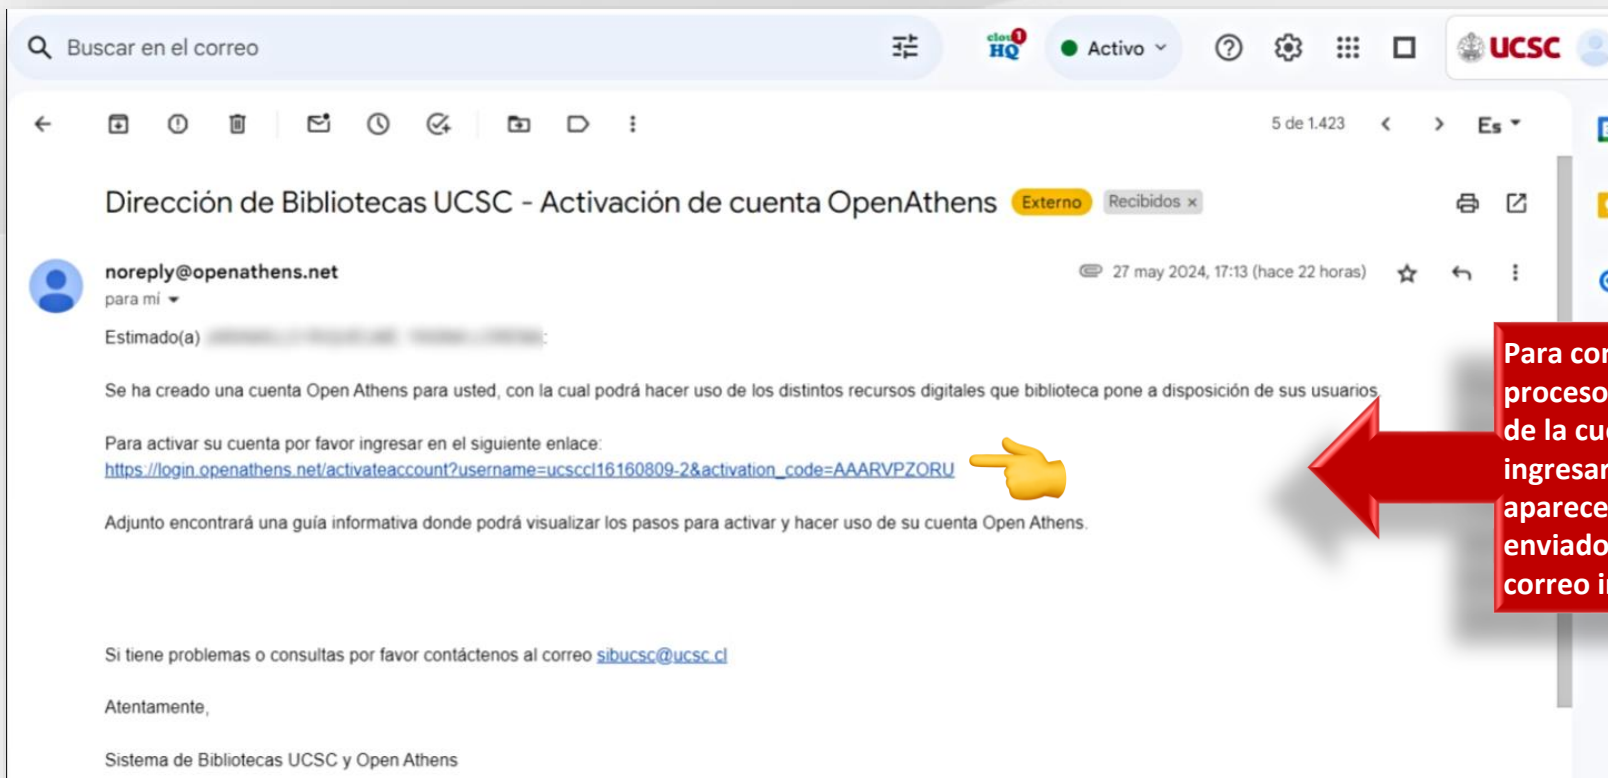 Buscar en el correo
clou
1
HQ
Activo
UCSC
5 de 1.423
Es
Dirección de Bibliotecas UCSC - Activación de cuenta OpenAthens Externo Recibidos ×
noreply@openathens.net
27 may 2024, 17:13 (hace 22 horas)
para mí
Estimado(a)
:
Se ha creado una cuenta Open Athens para usted, con la cual podrá hacer uso de los distintos recursos digitales que biblioteca pone a disposición de sus usuarios.
Para activar su cuenta por favor ingresar en el siguiente enlace:
https://login.openathens.net/activateaccount?username=ucsccl16160809-2&activation_code=AAARVPZORU
Adjunto encontrará una guía informativa donde podrá visualizar los pasos para activar y hacer uso de su cuenta Open Athens.
Para con
proceso
de la cue
ingresar
aparece
enviado
correo in
Si tiene problemas o consultas por favor contáctenos al correo sibucsc@ucsc.cl
Atentamente,
Sistema de Bibliotecas UCSC y Open Athens